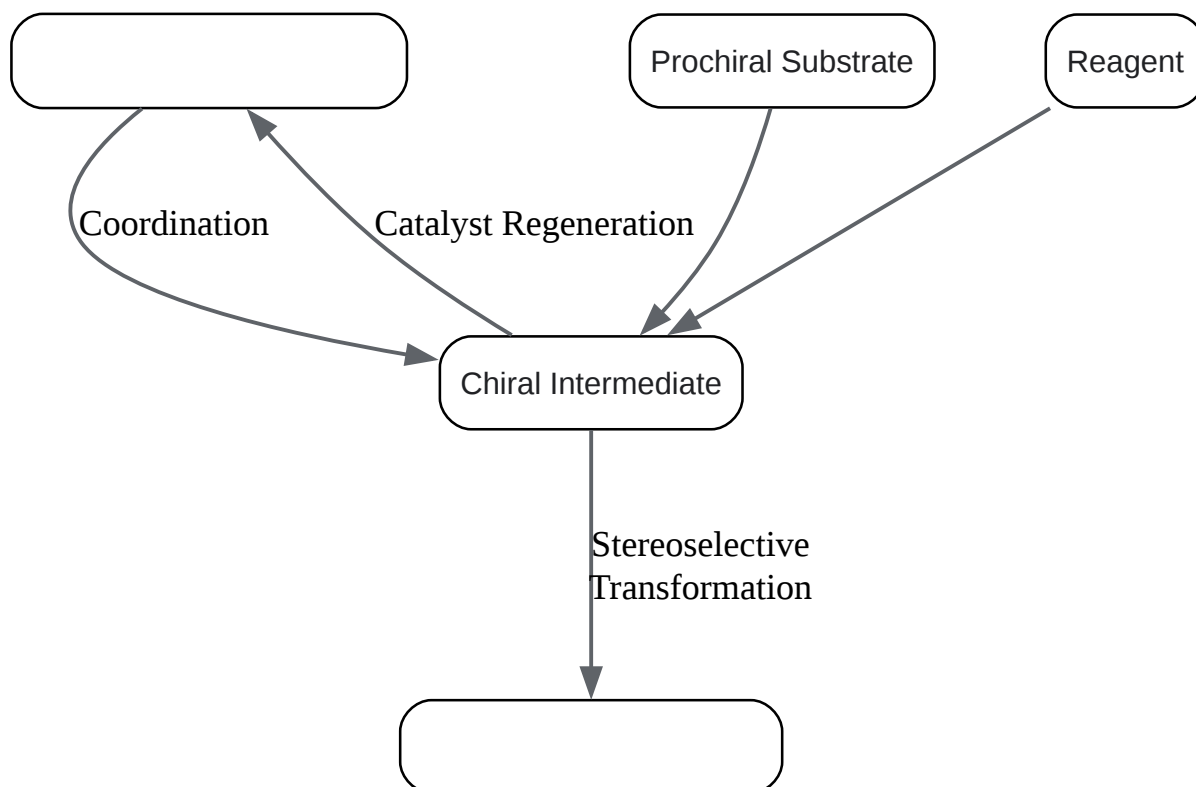 Prochiral Substrate
Reagent
Coordination
Catalyst Regeneration
Chiral Intermediate
Stereoselective
Transformation